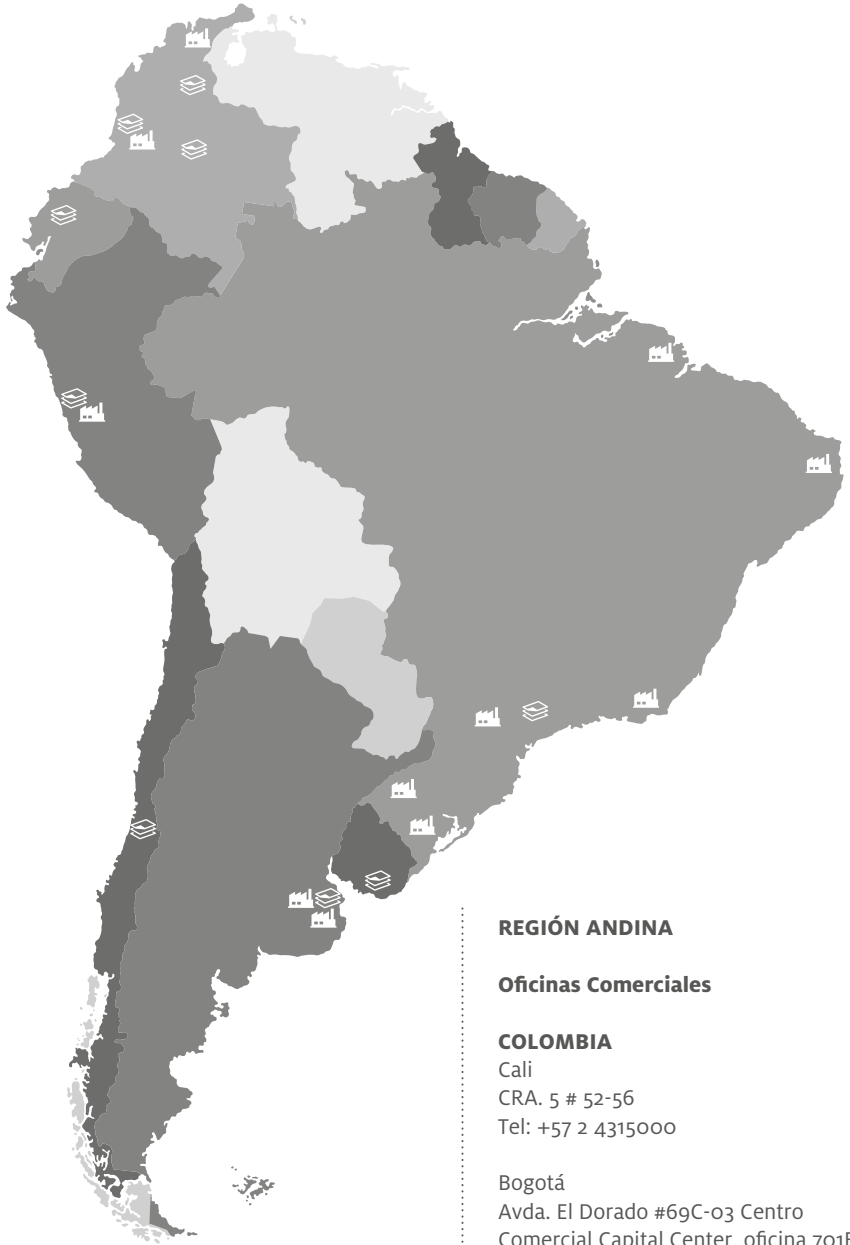 REGIÓN ANDINA
Oficinas Comerciales
COLOMBIA
Cali
CRA. 5 # 52-56
Tel: +57 2 4315000
Bogotá
Avda. El Dorado #69C-03 Centro
Comercial Capital Center, oficina 701B